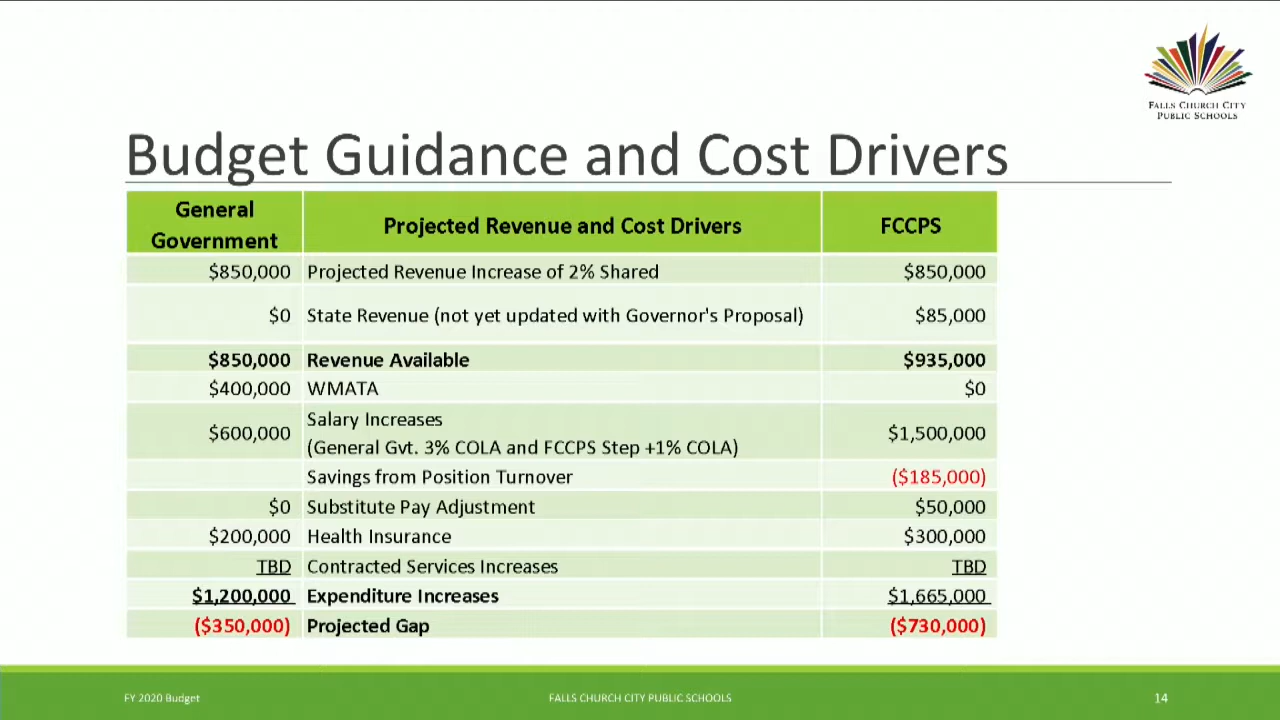 FALLS CHURCH CITY
PUBLIC SCHOOLS
Budget Guidance and Cost Drivers
General Government Projected Revenue and Cost Drivers FCCPS
$850,000 Projected Revenue Increase of 2% Shared $850,000
$0 State Revenue (not yet updated with Governor's Proposal) $85,000
$850,000 Revenue Available $935,000
$400,000 WMATA $0
$600,000 Salary Increases (General Gvt. 3% COLA and FCCPS Step +1% COLA) $1,500,000
Savings from Position Turnover ($185,000)
$0 Substitute Pay Adjustment $50,000
$200,000 Health Insurance $300,000
TBD Contracted Services Increases TBD
$1,200,000 Expenditure Increases $1,665,000
($350,000) Projected Gap ($730,000)
FY 2020 Budget FALLS CHURCH CITY PUBLIC SCHOOLS 14